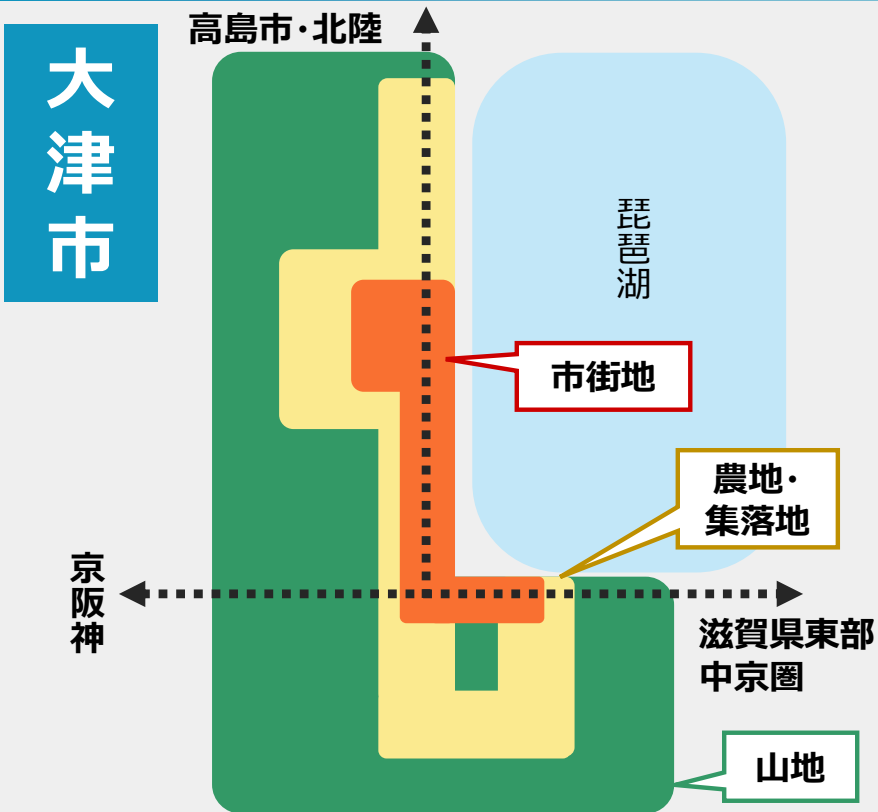 大津市
高島市・北陸
琵琶湖
市街地
農地・
集落地
京阪神
滋賀県東部
中京圏
山地